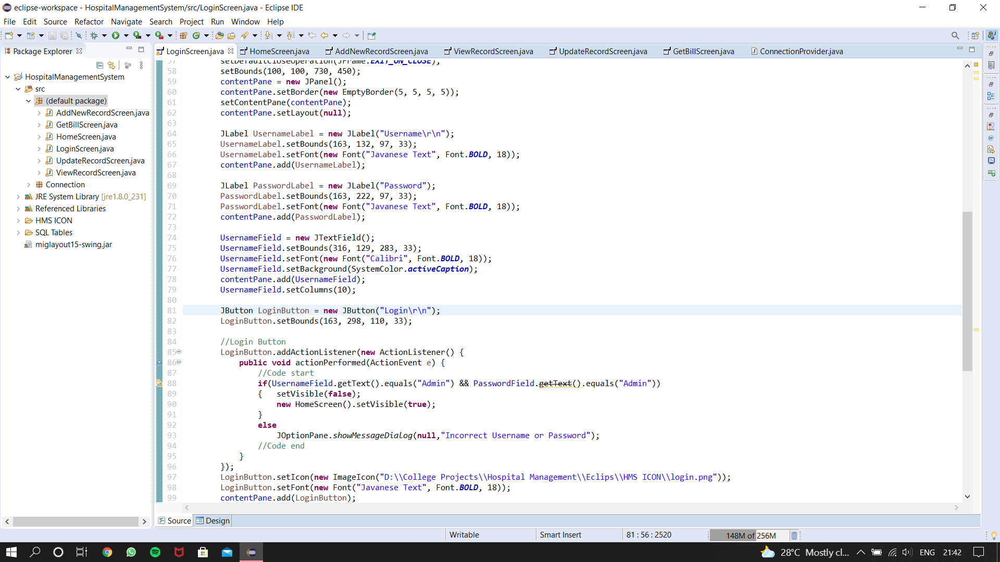 eclipse-workspace - HospitalManagementSystem/src/LoginScreen.java - Eclipse IDE
File Edit Source Refactor Navigate Search Project Run Window Help
Package Explorer
LoginScreen.java HomeScreen.java AddNewRecordScreen.java ViewRecordScreen.java UpdateRecordScreen.java GetBillScreen.java ConnectionProvider.java
HospitalManagementSystem
src
(default package)
AddNewRecordScreen.java
GetBillScreen.java
HomeScreen.java
LoginScreen.java
UpdateRecordScreen.java
ViewRecordScreen.java
Connection
JRE System Library [jre1.8.0_231]
Referenced Libraries
HMS ICON
SQL Tables
miglayout15-swing.jar
57 setDefaultCloseOperation(JFrame.EXIT_ON_CLOSE);
58 setBounds(100, 100, 730, 450);
59 contentPane = new JPanel();
60 contentPane.setBorder(new EmptyBorder(5, 5, 5, 5));
61 setContentPane(contentPane);
62 contentPane.setLayout(null);
63
64 JLabel UsernameLabel = new JLabel("Username\r\n");
65 UsernameLabel.setBounds(163, 132, 97, 33);
66 UsernameLabel.setFont(new Font("Javanese Text", Font.BOLD, 18));
67 contentPane.add(UsernameLabel);
68
69 JLabel PasswordLabel = new JLabel("Password");
70 PasswordLabel.setBounds(163, 222, 97, 33);
71 PasswordLabel.setFont(new Font("Javanese Text", Font.BOLD, 18));
72 contentPane.add(PasswordLabel);
73
74 UsernameField = new JTextField();
75 UsernameField.setBounds(316, 129, 283, 33);
76 UsernameField.setFont(new Font("Calibri", Font.BOLD, 18));
77 UsernameField.setBackground(SystemColor.activeCaption);
78 contentPane.add(UsernameField);
79 UsernameField.setColumns(10);
80
81 JButton LoginButton = new JButton("Login\r\n");
82 LoginButton.setBounds(163, 298, 110, 33);
83
84 //Login Button
85 LoginButton.addActionListener(new ActionListener() {
86 public void actionPerformed(ActionEvent e) {
87 //Code start
88 if(UsernameField.getText().equals("Admin") && PasswordField.getText().equals("Admin"))
89 { setVisible(false);
90 new HomeScreen().setVisible(true);
91 }
92 else
93 JOptionPane.showMessageDialog(null,"Incorrect Username or Password");
94 //Code end
95 }
96 });
97 LoginButton.setIcon(new ImageIcon("D:\\College Projects\\Hospital Management\\Eclips\\HMS ICON\\login.png"));
98 LoginButton.setFont(new Font("Javanese Text", Font.BOLD, 18));
99 contentPane.add(LoginButton);
Source Design
Writable Smart Insert 81 : 56 : 2520 148M of 256M
28°C Mostly cl... ENG 21:42